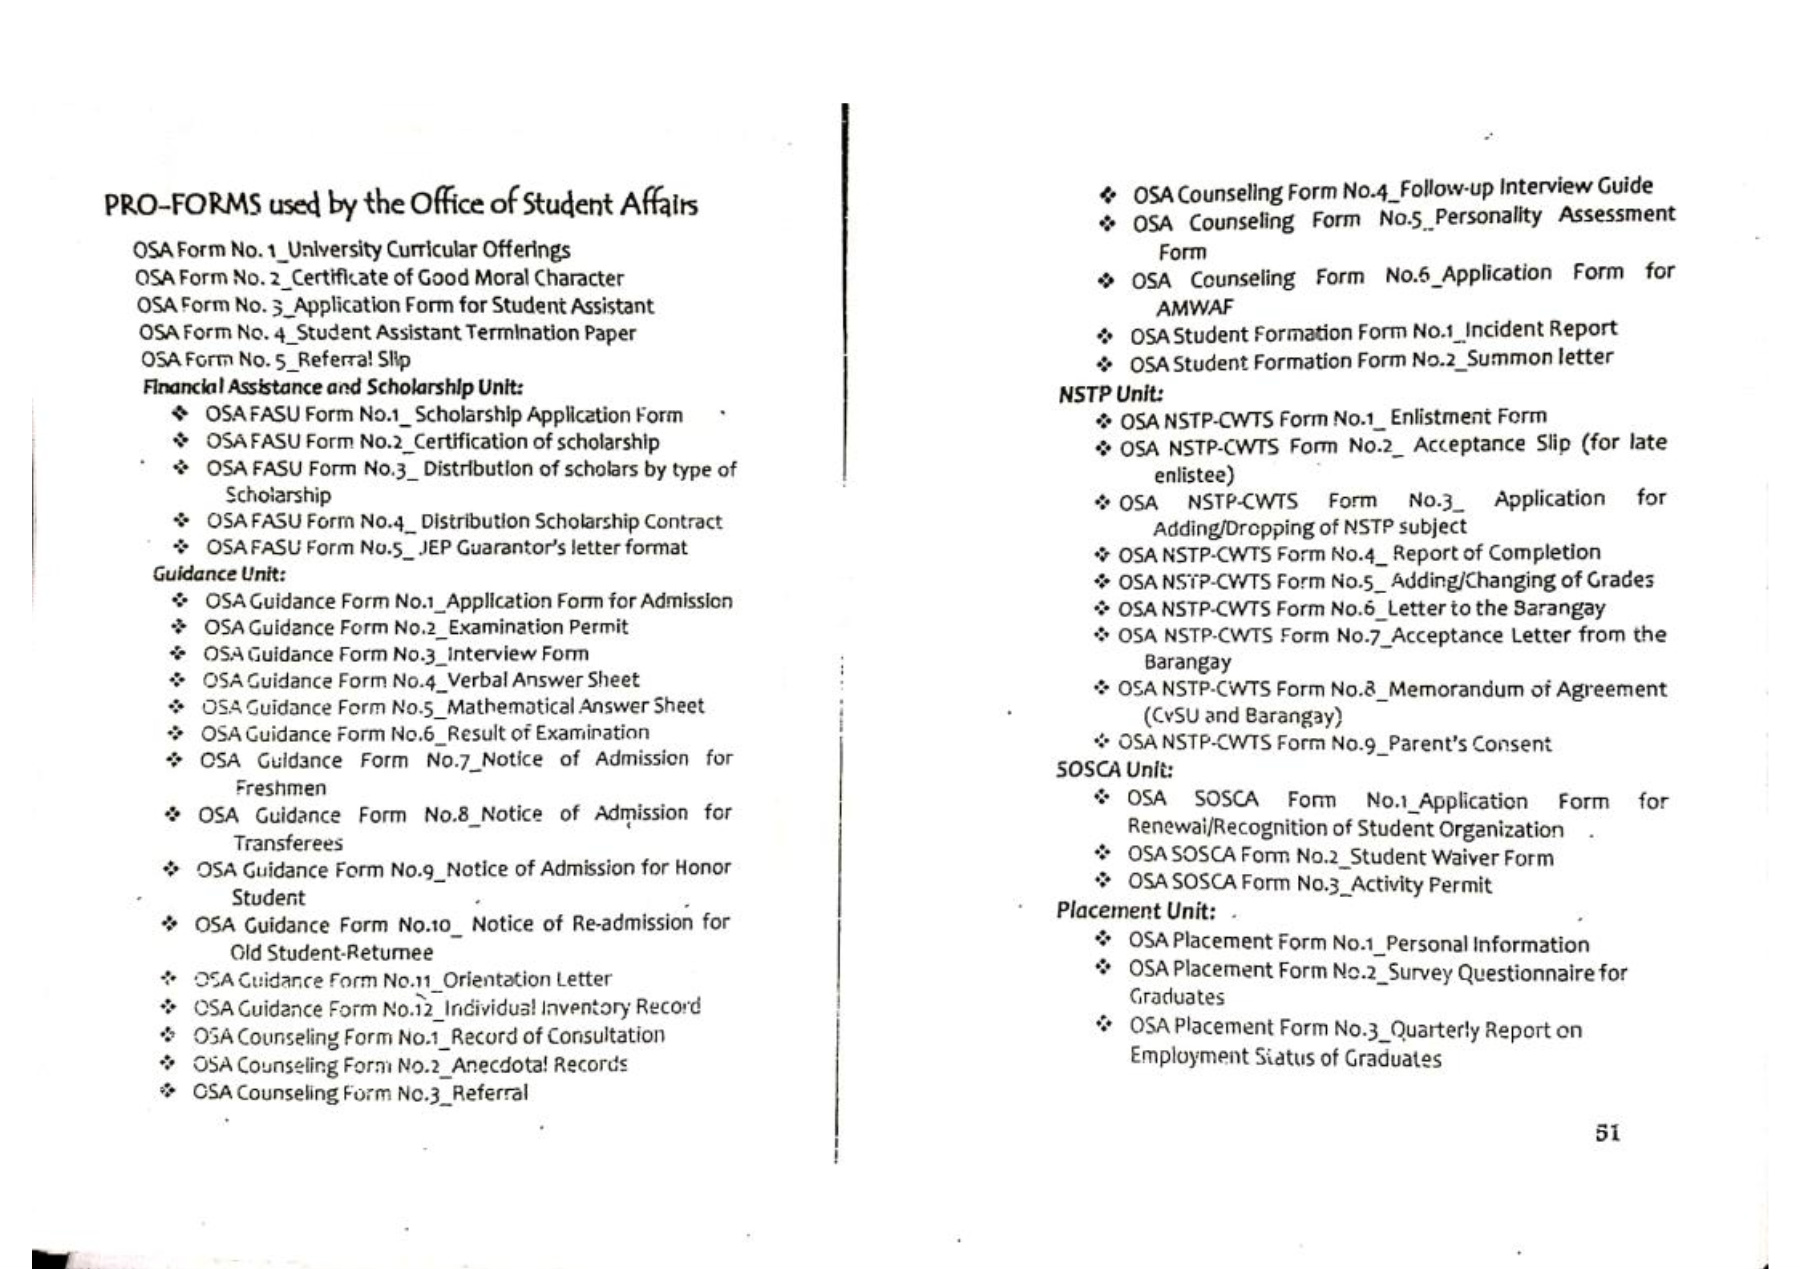 PRO-FORMS used by the Office of Student Affairs
OSA Form No. 1_University Curricular Offerings
OSA Form No. 2_Certificate of Good Moral Character
OSA Form No. 3_Application Form for Student Assistant
OSA Form No. 4_Student Assistant Termination Paper
OSA Form No. 5_Referral Slip
Financial Assistance and Scholarship Unit:
❖ OSA FASU Form No.1_ Scholarship Application Form
❖ OSA FASU Form No.2_Certification of scholarship
❖ OSA FASU Form No.3_ Distribution of scholars by type of
Scholarship
❖ OSA FASU Form No.4_ Distribution Scholarship Contract
❖ OSA FASU Form No.5_ JEP Guarantor's letter format
Guidance Unit:
❖ OSA Guidance Form No.1_Application Form for Admission
❖ OSA Guidance Form No.2_Examination Permit
❖ OSA Guidance Form No.3_Interview Form
❖ OSA Guidance Form No.4_Verbal Answer Sheet
❖ OSA Guidance Form No.5_Mathematical Answer Sheet
❖ OSA Guidance Form No.6_Result of Examination
❖ OSA Guidance Form No.7_Notice of Admission for
Freshmen
❖ OSA Guidance Form No.8_Notice of Admission for
Transferees
❖ OSA Guidance Form No.9_Notice of Admission for Honor
Student
❖ OSA Guidance Form No.10_ Notice of Re-admission for
Old Student-Returnee
❖ OSA Guidance Form No.11_Orientation Letter
❖ OSA Guidance Form No.12_Individual Inventory Record
❖ OSA Counseling Form No.1_Record of Consultation
❖ OSA Counseling Form No.2_Anecdotal Records
❖ OSA Counseling Form No.3_Referral
❖ OSA Counseling Form No.4_Follow-up Interview Guide
❖ OSA Counseling Form No.5_Personality Assessment
Form
❖ OSA Counseling Form No.6_Application Form for
AMWAF
❖ OSA Student Formation Form No.1_Incident Report
❖ OSA Student Formation Form No.2_Summon letter
NSTP Unit:
❖ OSA NSTP-CWTS Form No.1_ Enlistment Form
❖ OSA NSTP-CWTS Form No.2_ Acceptance Slip (for late
enlistee)
❖ OSA NSTP-CWTS Form No.3_ Application for
Adding/Dropping of NSTP subject
❖ OSA NSTP-CWTS Form No.4_ Report of Completion
❖ OSA NSTP-CWTS Form No.5_ Adding/Changing of Grades
❖ OSA NSTP-CWTS Form No.6_Letter to the Barangay
❖ OSA NSTP-CWTS Form No.7_Acceptance Letter from the
Barangay
❖ OSA NSTP-CWTS Form No.8_Memorandum of Agreement
(CvSU and Barangay)
❖ OSA NSTP-CWTS Form No.9_Parent's Consent
SOSCA Unit:
❖ OSA SOSCA Form No.1_Application Form for
Renewal/Recognition of Student Organization
❖ OSA SOSCA Form No.2_Student Waiver Form
❖ OSA SOSCA Form No.3_Activity Permit
Placement Unit:
❖ OSA Placement Form No.1_Personal Information
❖ OSA Placement Form No.2_Survey Questionnaire for
Graduates
❖ OSA Placement Form No.3_Quarterly Report on
Employment Status of Graduates
51